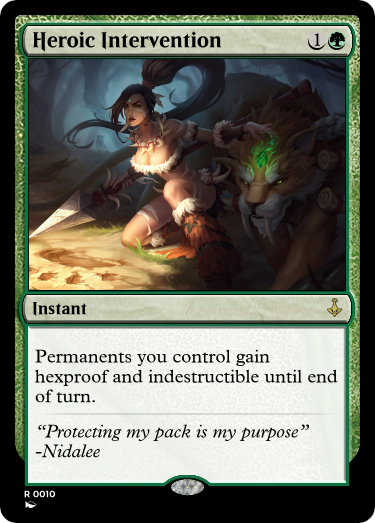 Heroic Intervention 1
Instant
Permanents you control gain
hexproof and indestructible until end
of turn.
“Protecting my pack is my purpose”
-Nidalee
R 0010